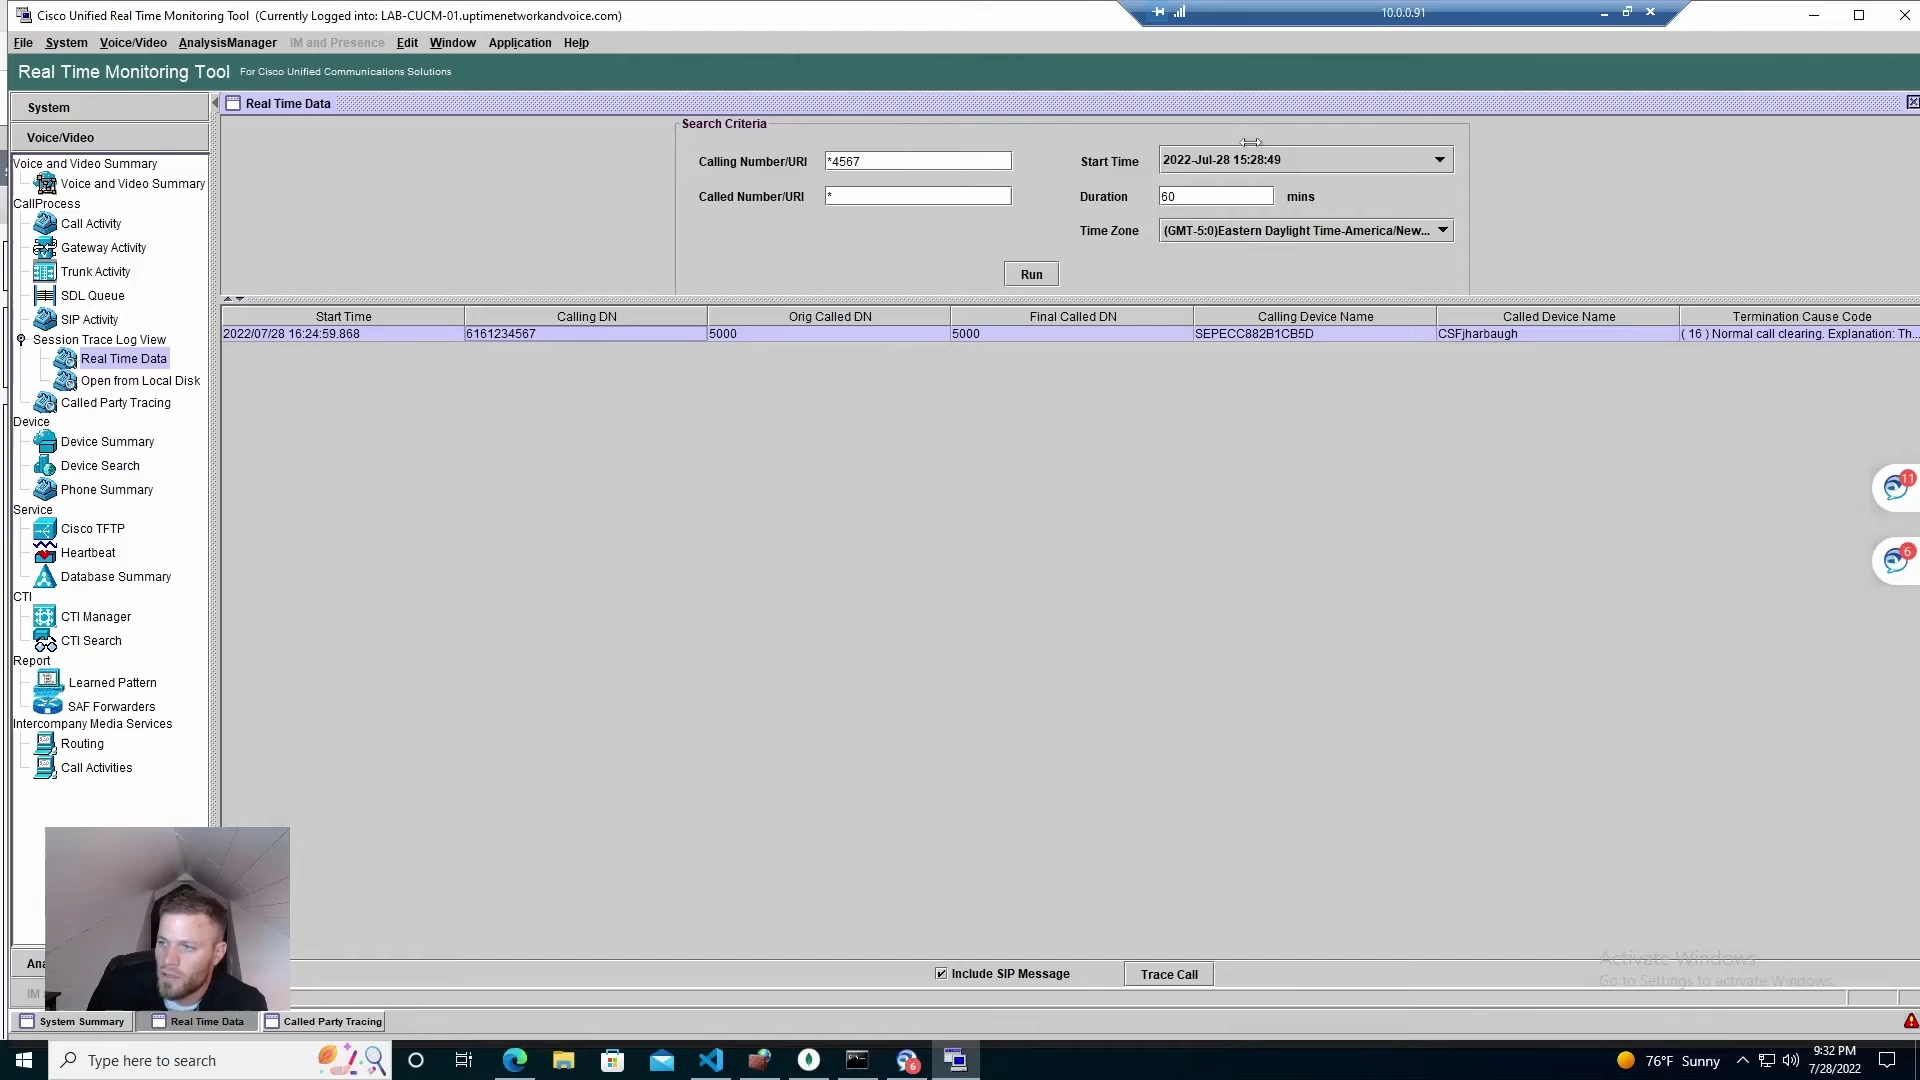 Cisco Unified Real Time Monitoring Tool (Currently Logged into: LAB-CUCM-01.uptimenetworkandvoice.com)
10.0.0.91
File System Voice/Video AnalysisManager IM and Presence Edit Window Application Help
Real Time Monitoring Tool For Cisco Unified Communications Solutions
System
Voice/Video
Voice and Video Summary
Voice and Video Summary
CallProcess
Call Activity
Gateway Activity
Trunk Activity
SDL Queue
SIP Activity
Session Trace Log View
Real Time Data
Open from Local Disk
Called Party Tracing
Device
Device Summary
Device Search
Phone Summary
Service
Cisco TFTP
Heartbeat
Database Summary
CTI
CTI Manager
CTI Search
Report
Learned Pattern
SAF Forwarders
Intercompany Media Services
Routing
Call Activities
Ana
IM
Real Time Data
Search Criteria
Calling Number/URI *4567 Start Time 2022-Jul-28 15:28:49
Called Number/URI * Duration 60 mins
Time Zone (GMT-5:0)Eastern Daylight Time-America/New...
Run
Start Time Calling DN Orig Called DN Final Called DN Calling Device Name Called Device Name Termination Cause Code
2022/07/28 16:24:59.868 6161234567 5000 5000 SEPECC882B1CB5D CSFjharbaugh ( 16 ) Normal call clearing. Explanation: Th...
11
6
Include SIP Message Trace Call
Activate Windows
Go to Settings to activate Windows.
System Summary Real Time Data Called Party Tracing
Type here to search
6
76°F Sunny
9:32 PM
7/28/2022